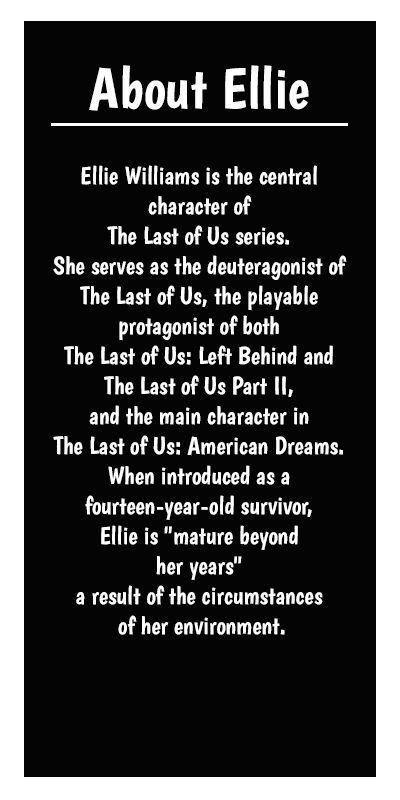 About Ellie
Ellie Williams is the central
character of
The Last of Us series.
She serves as the deuteragonist of
The Last of Us, the playable
protagonist of both
The Last of Us: Left Behind and
The Last of Us Part II,
and the main character in
The Last of Us: American Dreams.
When introduced as a
fourteen-year-old survivor,
Ellie is "mature beyond
her years"
a result of the circumstances
of her environment.